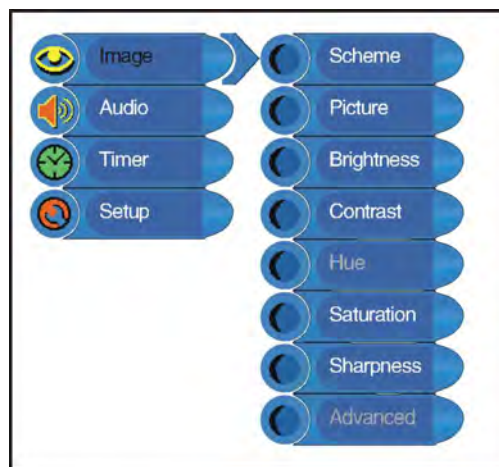 Image
Audio
Timer
Setup
Scheme
Picture
Brightness
Contrast
Hue
Saturation
Sharpness
Advanced